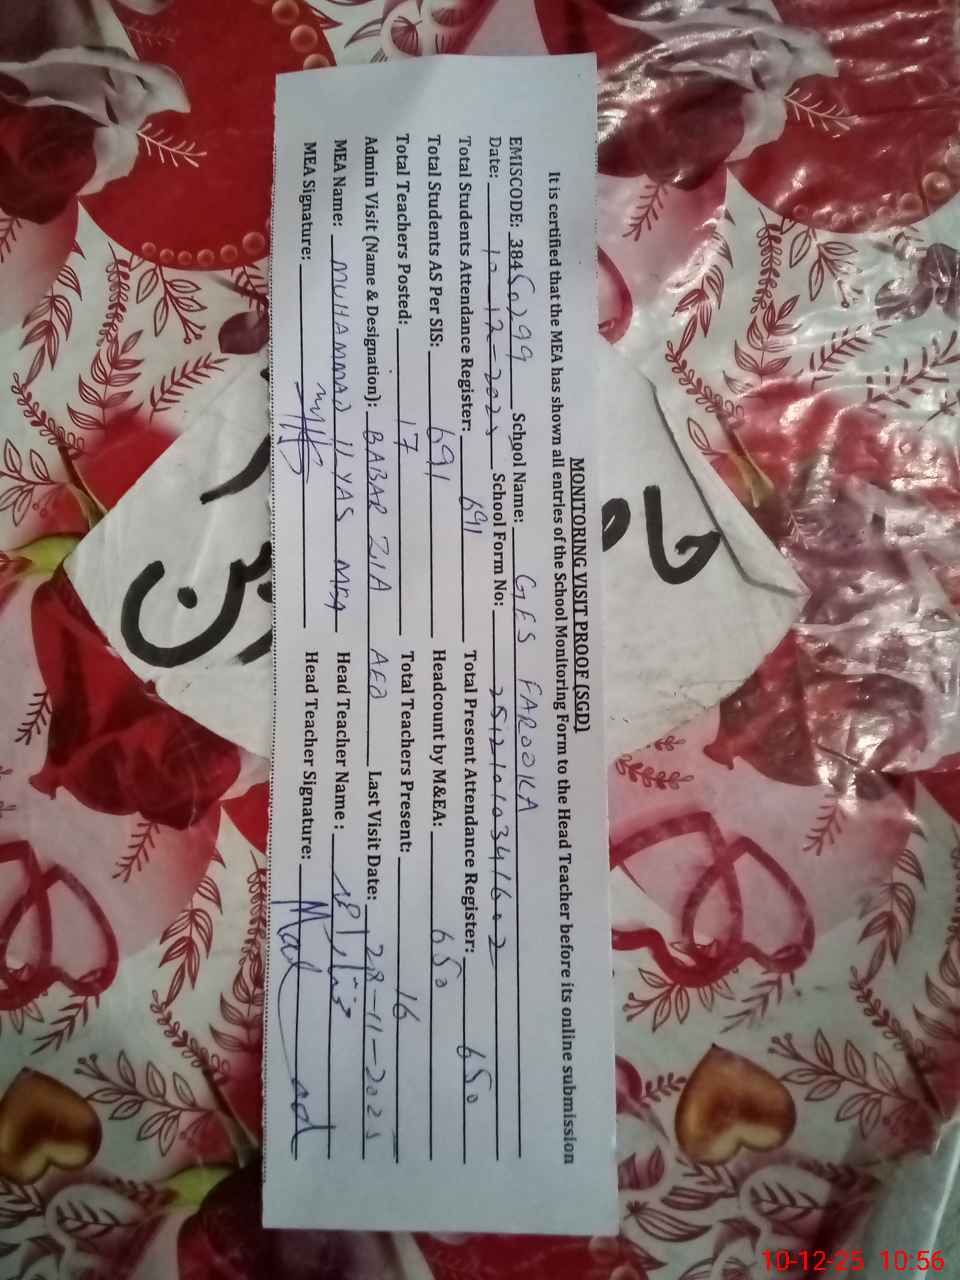 MONITORING VISIT PROOF (SGD)
It is certified that the MEA has shown all entries of the School Monitoring Form to the Head Teacher before its online submission
EMISCODE: 38450299 School Name: GES FAROOKA
Date: 10-12-2025 School Form No: 25121010341602
Total Students Attendance Register: 691 Total Present Attendance Register: 650
Total Students AS Per SIS: 691 Headcount by M&EA: 650
Total Teachers Posted: 17 Total Teachers Present: 16
Admin Visit (Name & Designation): BABAR ZIA AEO Last Visit Date: 28-11-2025
MEA Name: MUHAMMAD ILYAS MEA Head Teacher Name:
MEA Signature: Head Teacher Signature:
10-12-25 10:56